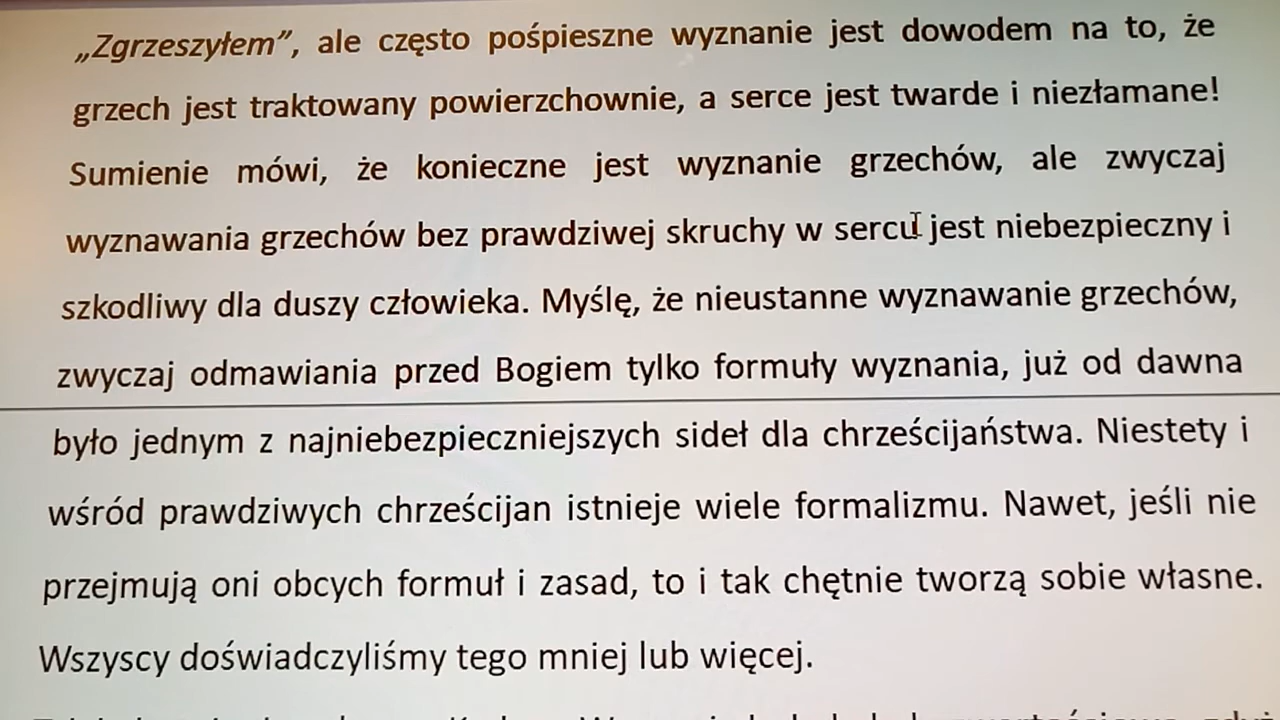 „Zgrzeszyłem”, ale często pośpieszne wyznanie jest dowodem na to, że
grzech jest traktowany powierzchownie, a serce jest twarde i niezłamane!
Sumienie mówi, że konieczne jest wyznanie grzechów, ale zwyczaj
wyznawania grzechów bez prawdziwej skruchy w sercu jest niebezpieczny i
szkodliwy dla duszy człowieka. Myślę, że nieustanne wyznawanie grzechów,
zwyczaj odmawiania przed Bogiem tylko formuły wyznania, już od dawna
było jednym z najniebezpieczniejszych sideł dla chrześcijaństwa. Niestety i
wśród prawdziwych chrześcijan istnieje wiele formalizmu. Nawet, jeśli nie
przejmują oni obcych formuł i zasad, to i tak chętnie tworzą sobie własne.
Wszyscy doświadczyliśmy tego mniej lub więcej.